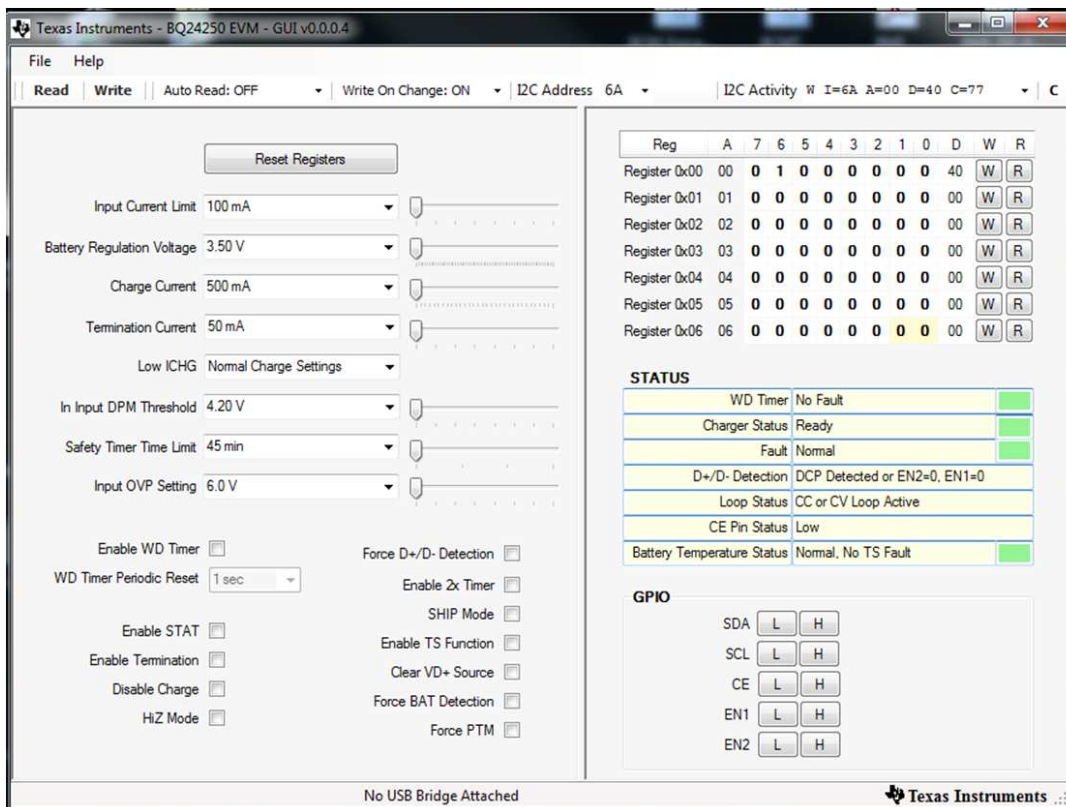 Texas Instruments - BQ24250 EVM - GUI v0.0.0.4
File Help
Read Write Auto Read: OFF Write On Change: ON I2C Address 6A I2C Activity W I=6A A=00 D=40 C=77 C
Reset Registers
Input Current Limit 100 mA
Battery Regulation Voltage 3.50 V
Charge Current 500 mA
Termination Current 50 mA
Low ICHG Normal Charge Settings
In Input DPM Threshold 4.20 V
Safety Timer Time Limit 45 min
Input OVP Setting 6.0 V
Enable WD Timer
WD Timer Periodic Reset 1 sec
Enable STAT
Enable Termination
Disable Charge
HiZ Mode
Force D+/D- Detection
Enable 2x Timer
SHIP Mode
Enable TS Function
Clear VD+ Source
Force BAT Detection
Force PTM
Reg A 7 6 5 4 3 2 1 0 D W R
Register 0x00 00 0 1 0 0 0 0 0 0 40 W R
Register 0x01 01 0 0 0 0 0 0 0 0 00 W R
Register 0x02 02 0 0 0 0 0 0 0 0 00 W R
Register 0x03 03 0 0 0 0 0 0 0 0 00 W R
Register 0x04 04 0 0 0 0 0 0 0 0 00 W R
Register 0x05 05 0 0 0 0 0 0 0 0 00 W R
Register 0x06 06 0 0 0 0 0 0 0 0 00 W R
STATUS
WD Timer No Fault
Charger Status Ready
Fault Normal
D+/D- Detection DCP Detected or EN2=0, EN1=0
Loop Status CC or CV Loop Active
CE Pin Status Low
Battery Temperature Status Normal, No TS Fault
GPIO
SDA L H
SCL L H
CE L H
EN1 L H
EN2 L H
No USB Bridge Attached
Texas Instruments